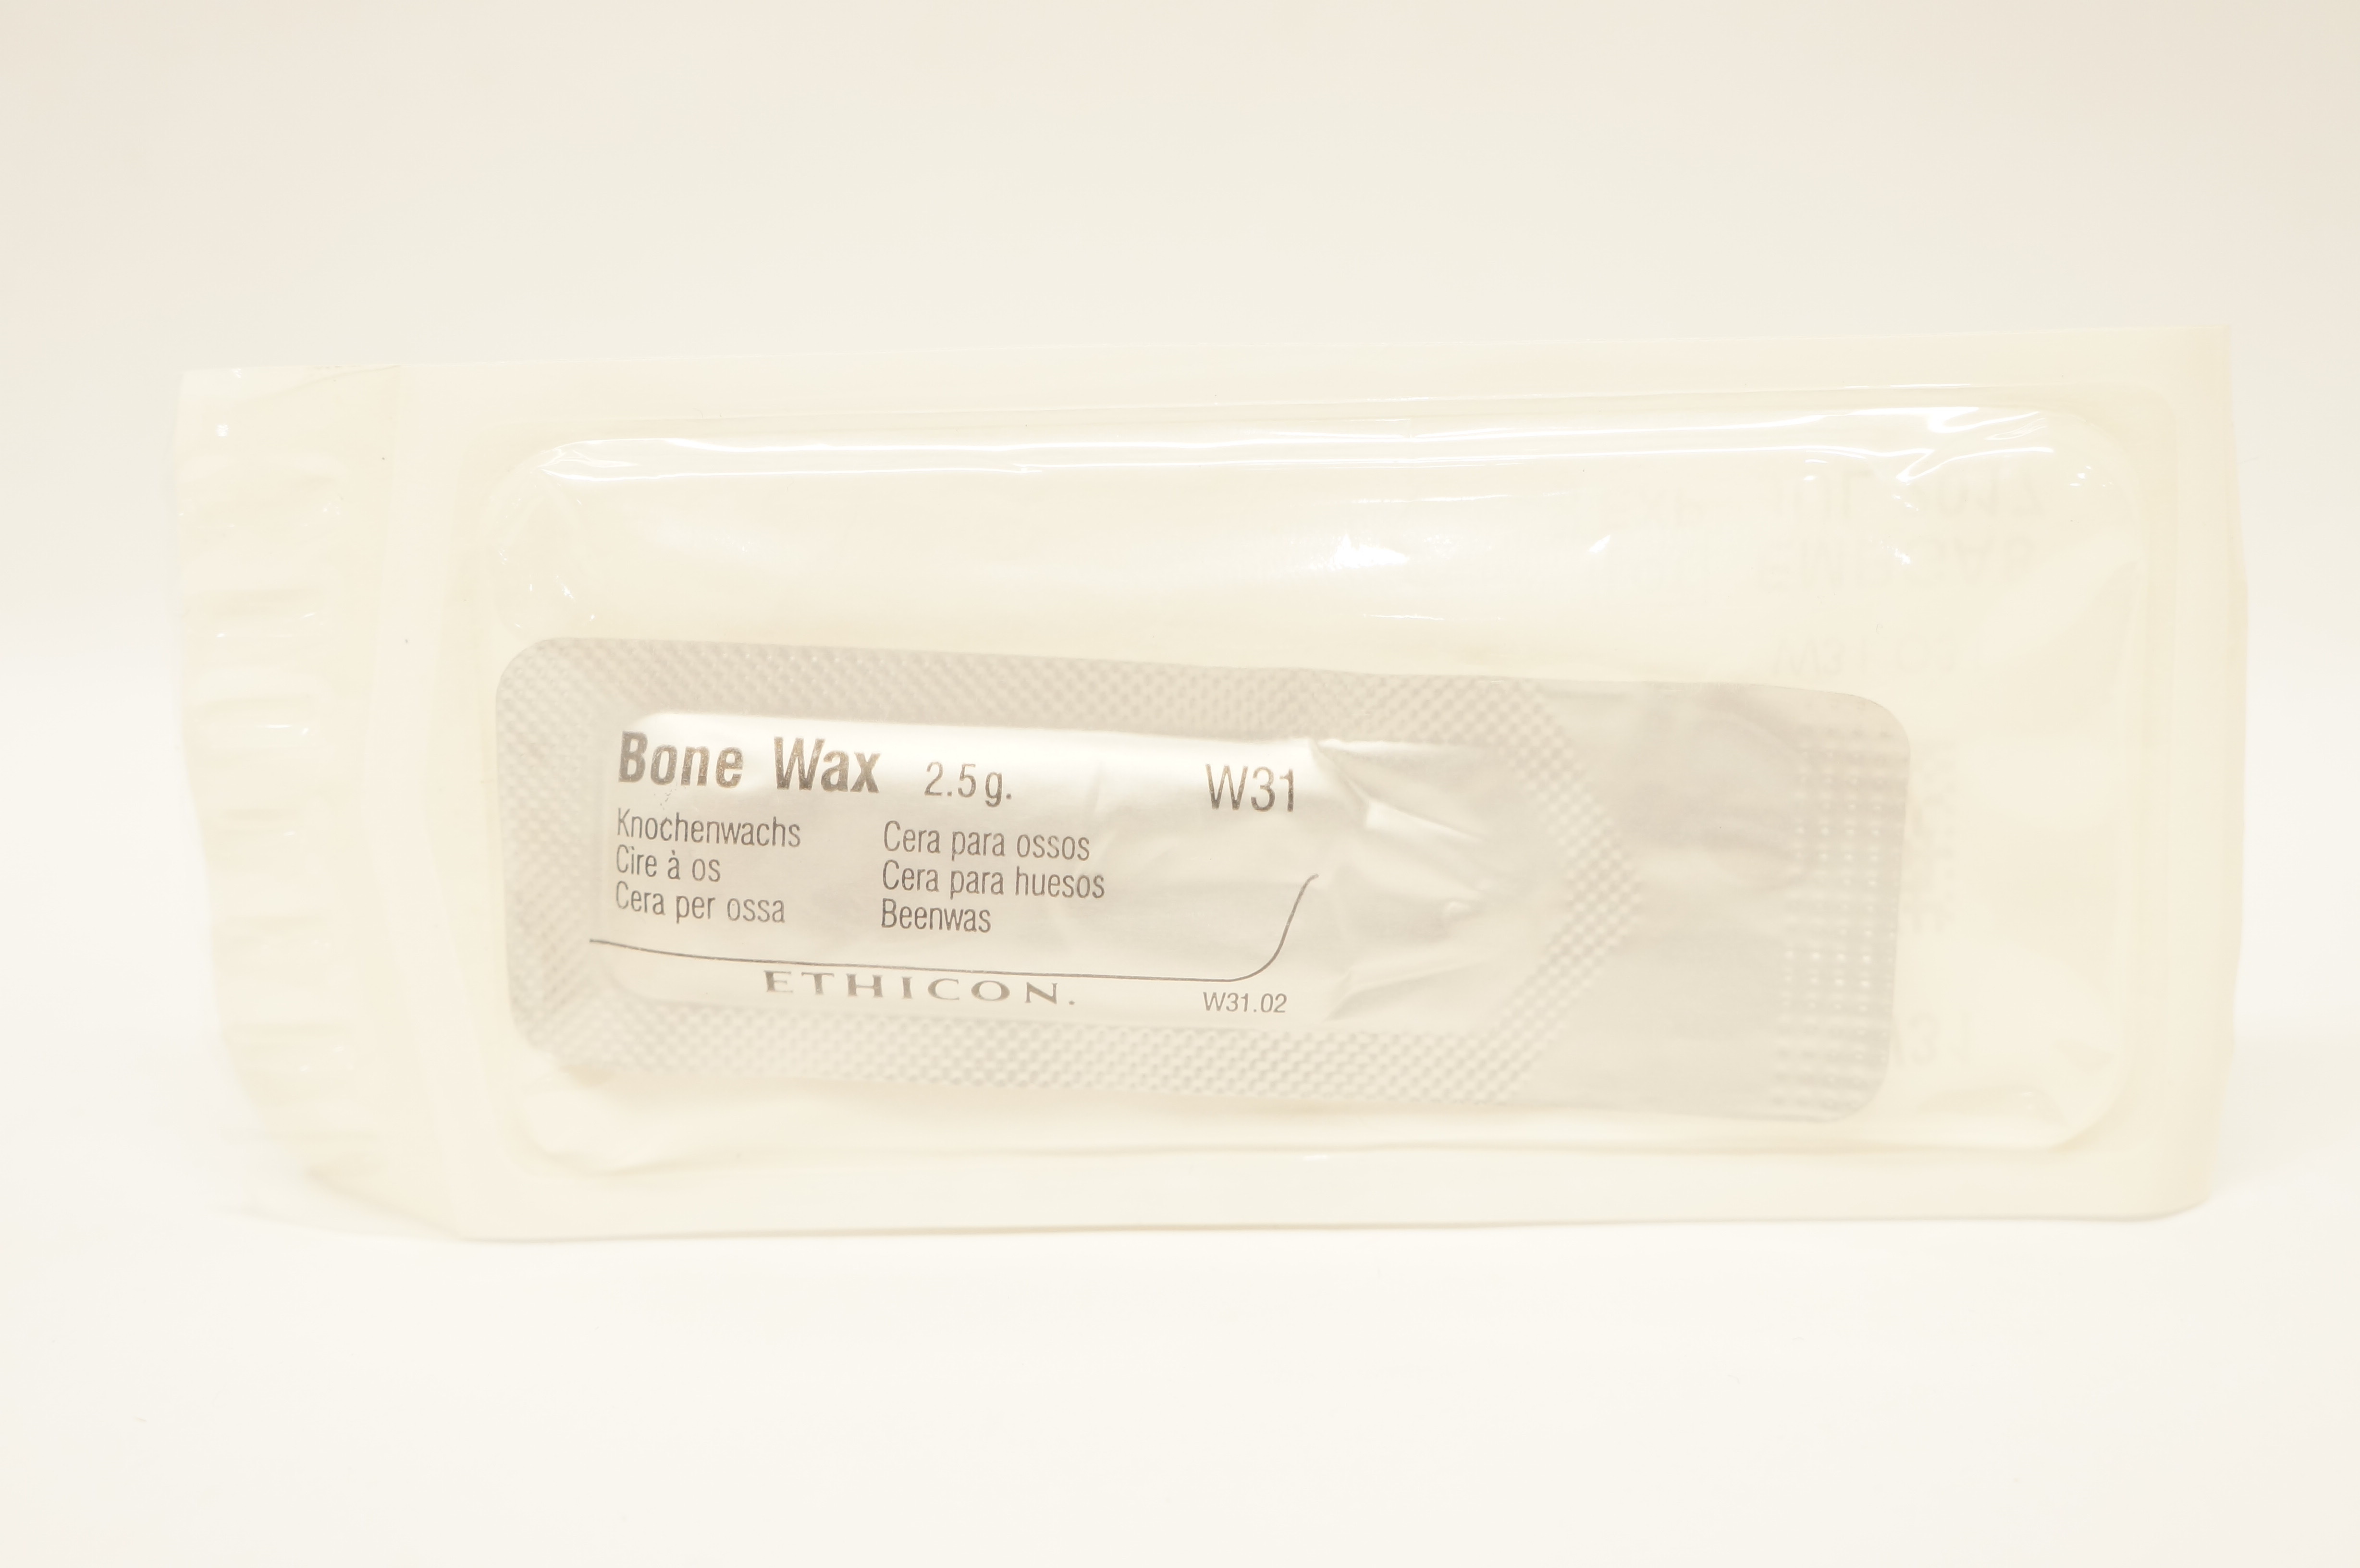 Bone Wax 2.5 g. W31
Knochenwachs
Cire à os
Cera per ossa
Cera para ossos
Cera para huesos
Beenwas
ETHICON.
W31.02